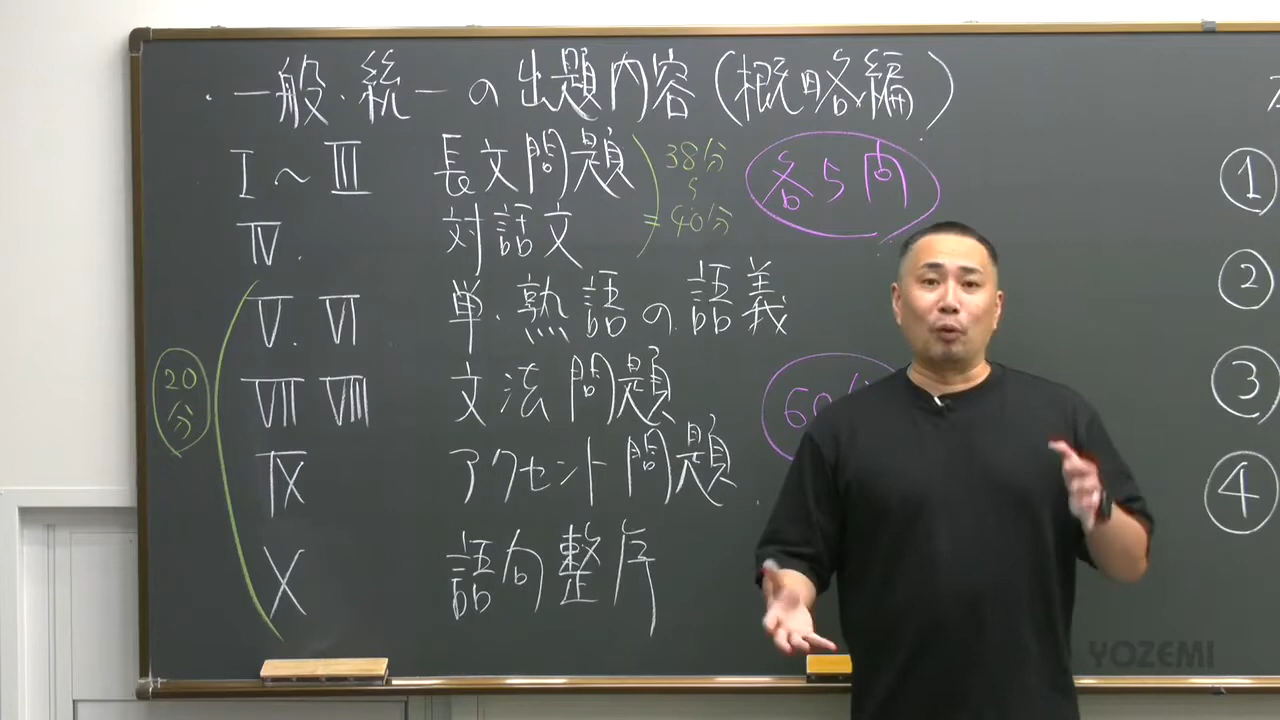 ・一般・統一の出題内容(概略編)
I～III 長文問題
38分
〜
40分
各5問
IV. 対話文
V. VI 単・熟語の語義
20分
VII VIII 文法問題
60分
IX アクセント問題
X 語句整序
①
②
③
④
YOZEMI